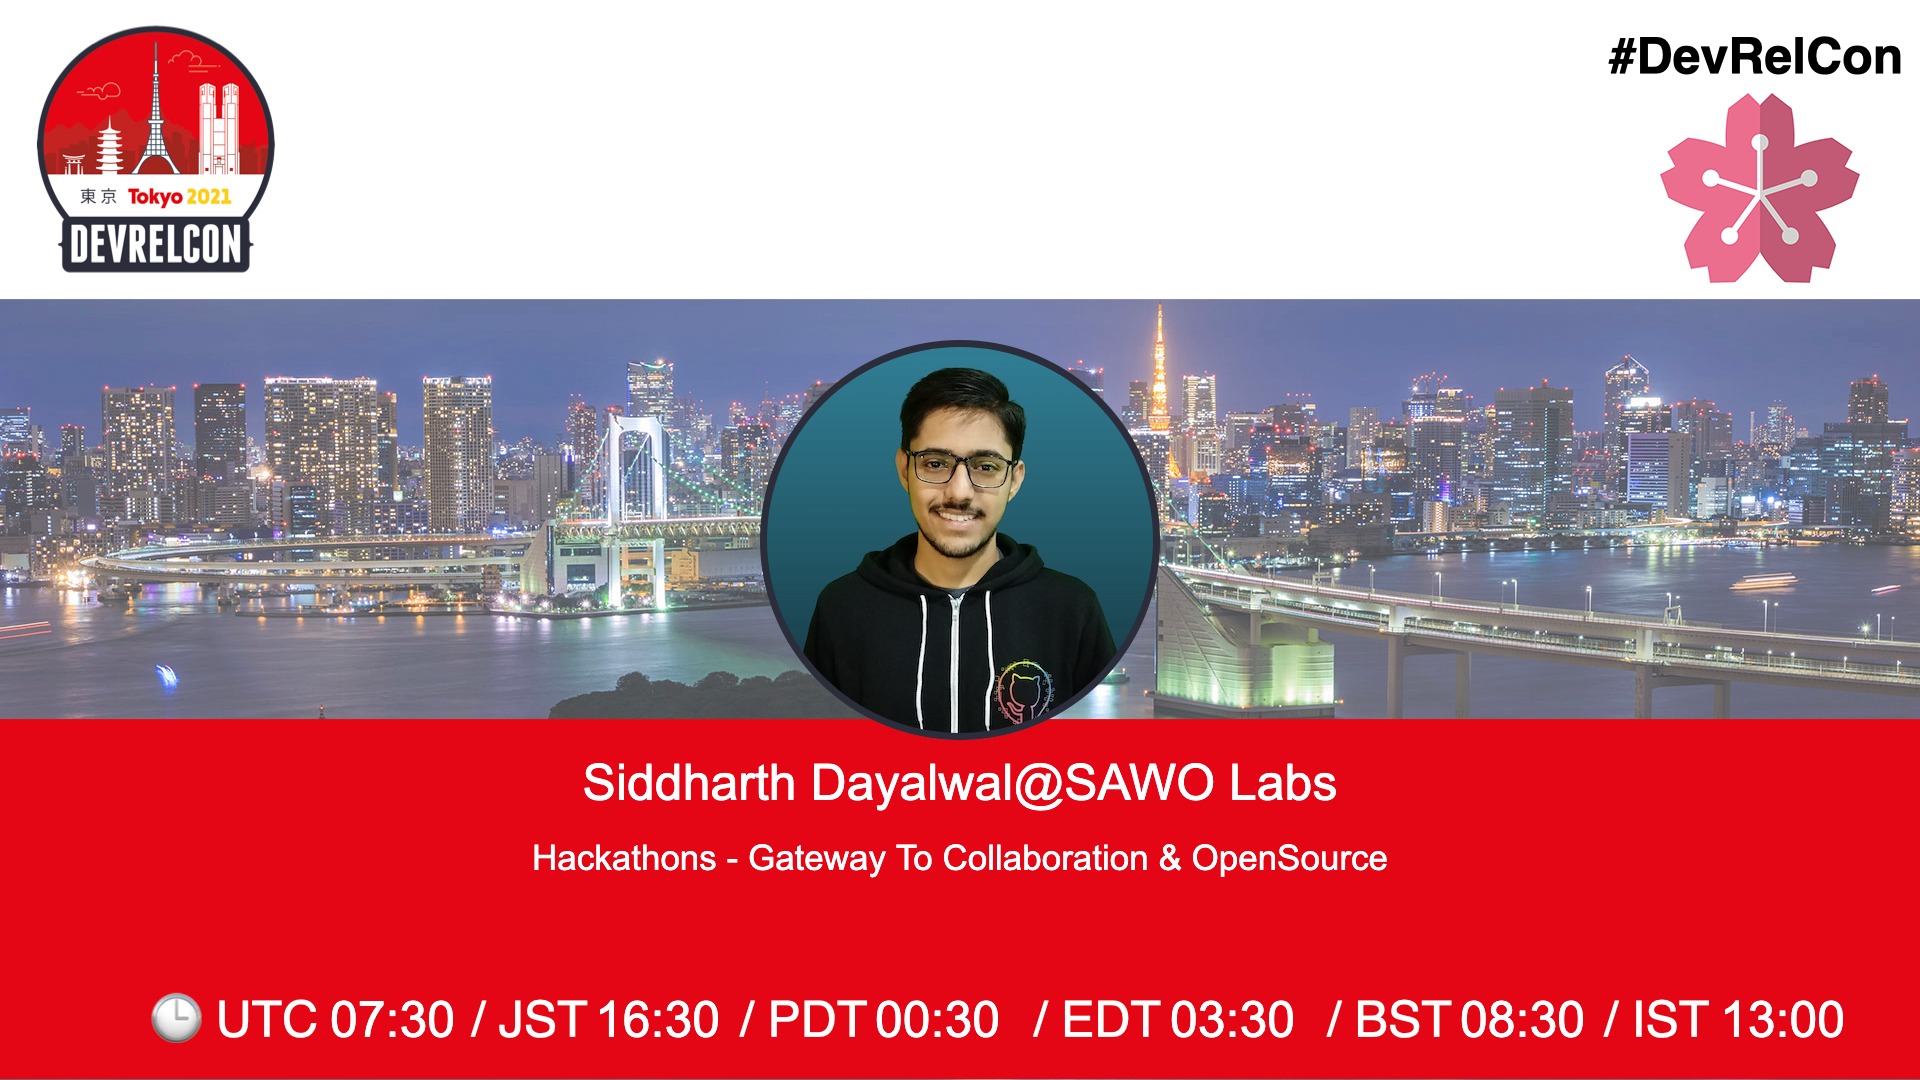 #DevRelCon
東京 Tokyo 2021
DEVRELCON
Siddharth Dayalwal@SAWO Labs
Hackathons - Gateway To Collaboration & OpenSource
UTC 07:30 / JST 16:30 / PDT 00:30 / EDT 03:30 / BST 08:30 / IST 13:00